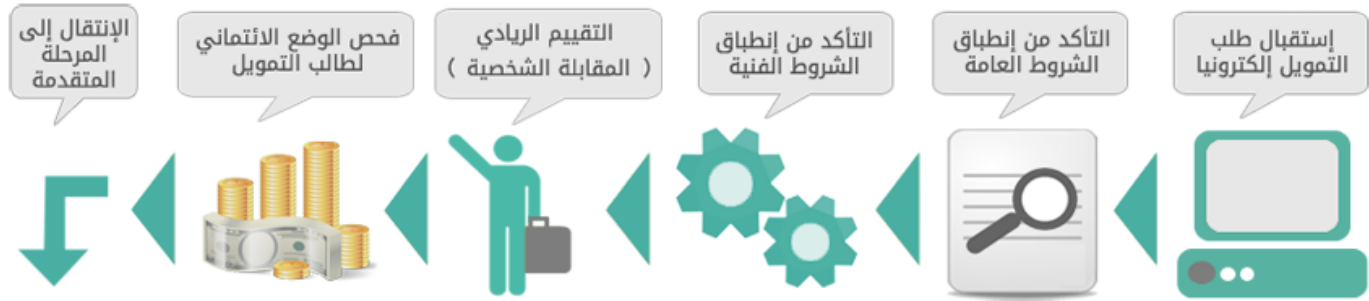 إستقبال طلب
التمويل إلكترونيا
التأكد من إنطباق
الشروط العامة
التأكد من إنطباق
الشروط الفنية
التقييم الريادي
( المقابلة الشخصية )
فحص الوضع الائتماني
لطالب التمويل
الإنتقال إلى
المرحلة
المتقدمة